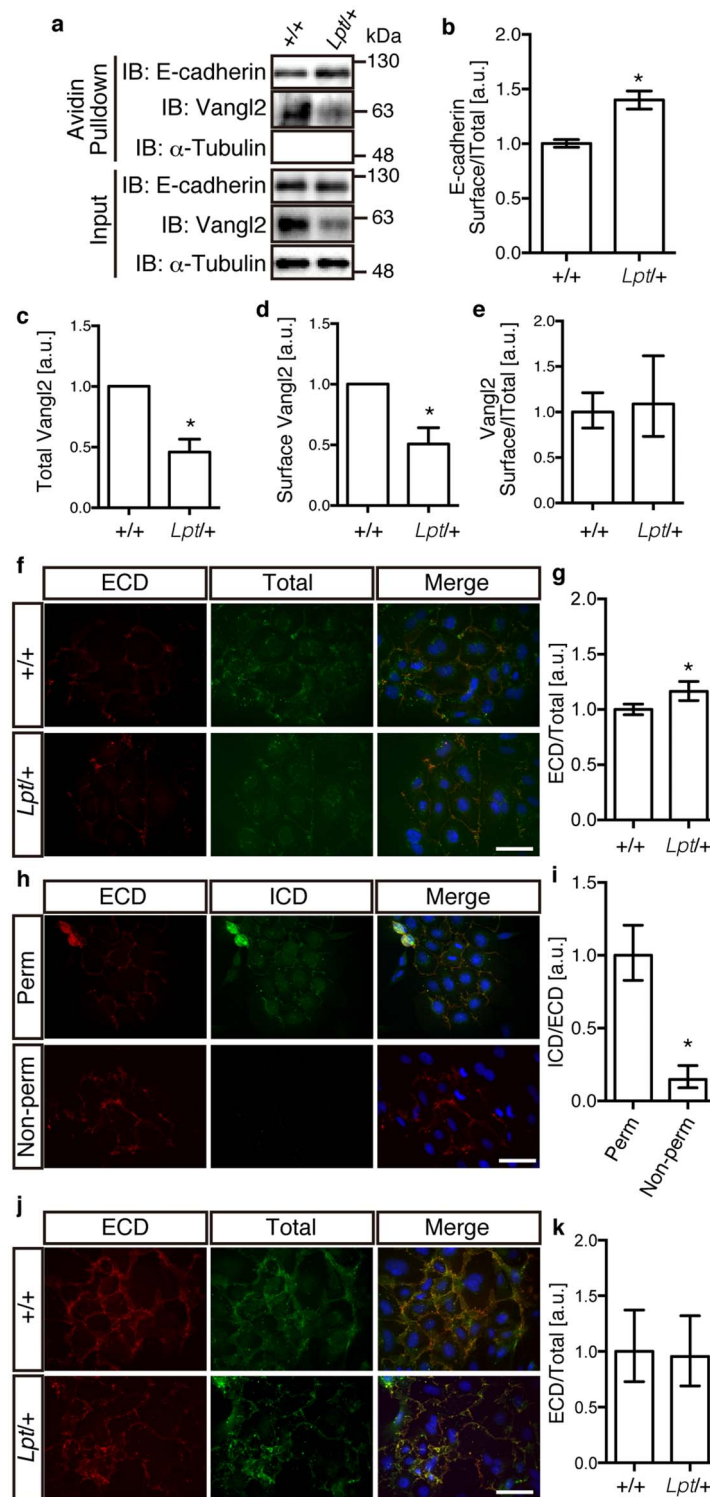 a
+/+ Lpt/+ kDa
Avidin Pulldown
IB: E-cadherin 130
IB: Vangl2 63
IB: α-Tubulin 48
Input
IB: E-cadherin 130
IB: Vangl2 63
IB: α-Tubulin 48
b
E-cadherin
Surface/lTotal [a.u.]
2.0
1.5
1.0
0.5
0.0
*
+/+ Lpt/+
c
Total Vangl2 [a.u.]
1.5
1.0
0.5
0.0
*
+/+ Lpt/+
d
Surface Vangl2 [a.u.]
1.5
1.0
0.5
0.0
*
+/+ Lpt/+
e
Vangl2
Surface/lTotal [a.u.]
2.0
1.5
1.0
0.5
0.0
+/+ Lpt/+
f
ECD Total Merge
+/+
Lpt/+
g
ECD/Total [a.u.]
2.0
1.5
1.0
0.5
0.0
*
+/+ Lpt/+
h
ECD ICD Merge
Perm
Non-perm
i
ICD/ECD [a.u.]
1.5
1.0
0.5
0.0
*
Perm Non-perm
j
ECD Total Merge
+/+
Lpt/+
k
ECD/Total [a.u.]
2.0
1.5
1.0
0.5
0.0
+/+ Lpt/+